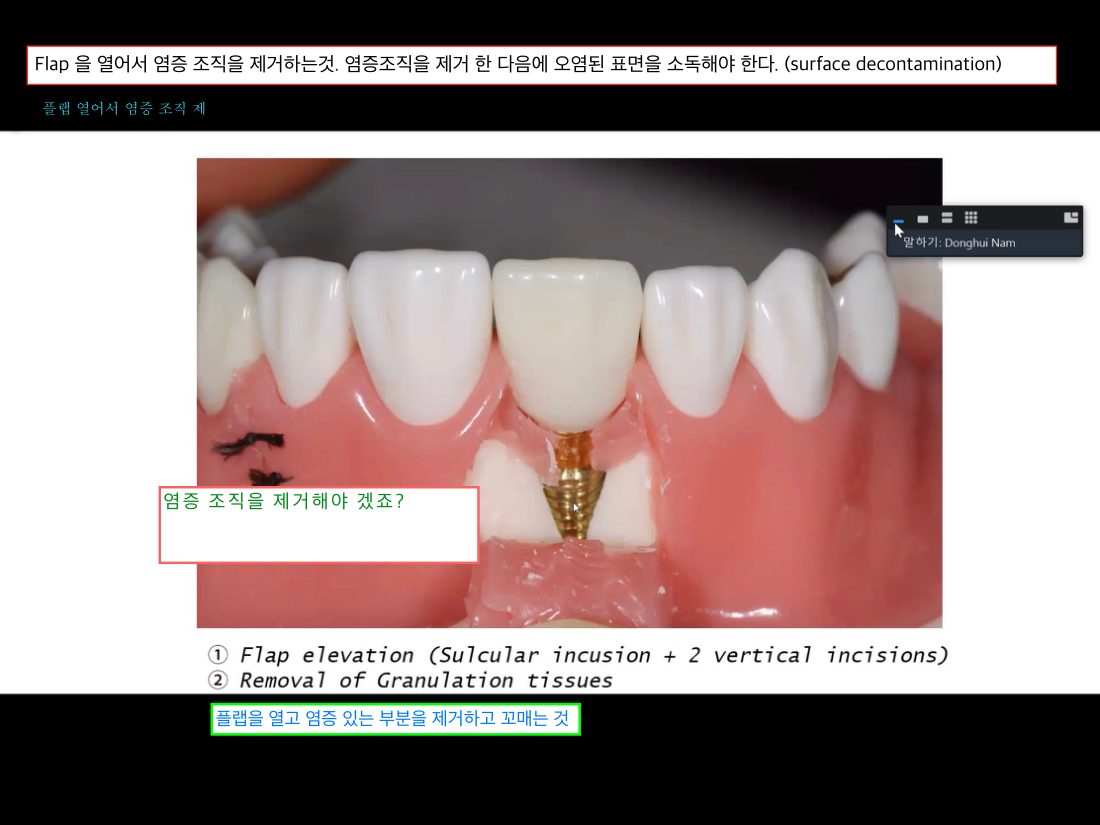 Flap 을 열어서 염증 조직을 제거하는것. 염증조직을 제거 한 다음에 오염된 표면을 소독해야 한다. (surface decontamination)
플랩 열어서 염증 조직 제
말하기: Donghui Nam
염증 조직을 제거해야 겠죠?
① Flap elevation (Sulcular incusion + 2 vertical incisions)
② Removal of Granulation tissues
플랩을 열고 염증 있는 부분을 제거하고 꼬매는 것